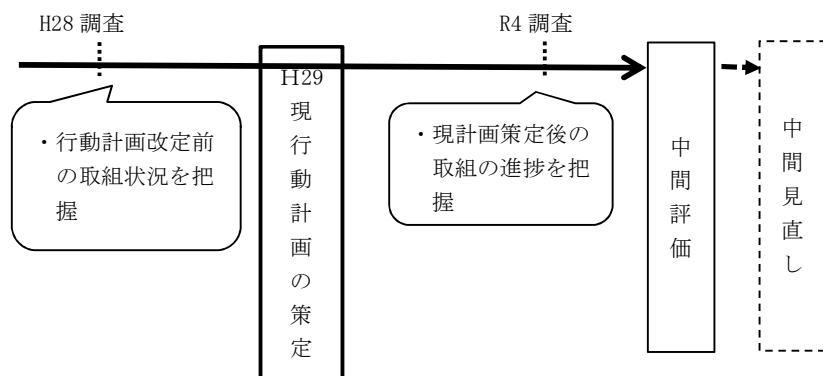 H28 調査
R4 調査
H29
現行動計画の策定
・行動計画改定前
の取組状況を把
握
・現計画策定後の
取組の進捗を把
握
中間評価
中間見直し